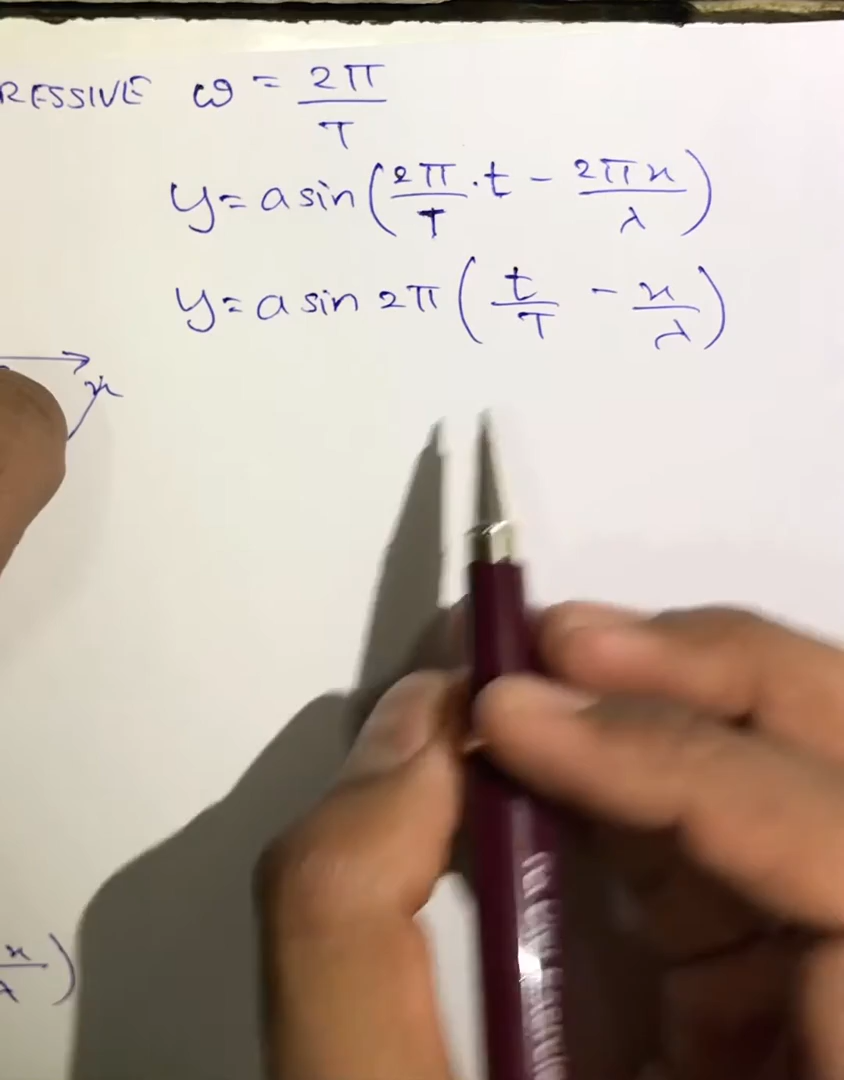 RESSIVE ω = 2π/T
y = a sin (2π/T · t − 2πx/λ)
y = a sin 2π (t/T − x/λ)
x
x/λ)